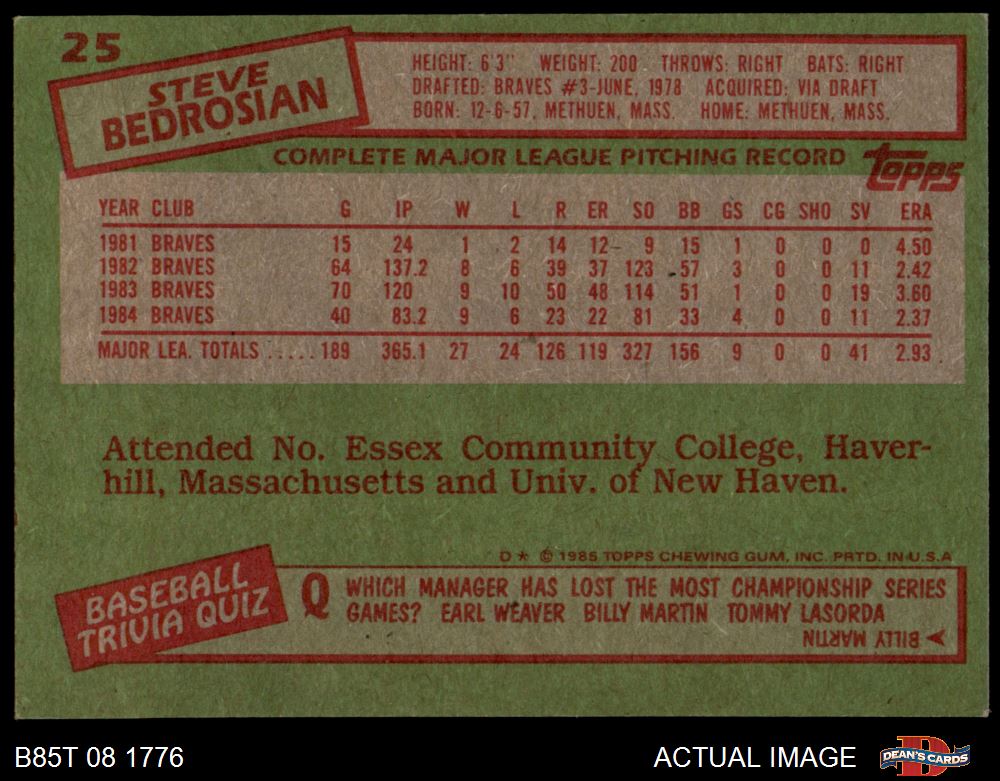 25
STEVE
BEDROSIAN
HEIGHT: 6'3" WEIGHT: 200 THROWS: RIGHT BATS: RIGHT
DRAFTED: BRAVES #3-JUNE, 1978 ACQUIRED: VIA DRAFT
BORN: 12-6-57, METHUEN, MASS. HOME: METHUEN, MASS.
COMPLETE MAJOR LEAGUE PITCHING RECORD
TOPPS
YEAR CLUB G IP W L R ER SO BB GS CG SHO SV ERA
1981 BRAVES 15 24 1 2 14 12 9 15 1 0 0 0 4.50
1982 BRAVES 64 137.2 8 6 39 37 123 57 3 0 0 11 2.42
1983 BRAVES 70 120 9 10 50 48 114 51 1 0 0 19 3.60
1984 BRAVES 40 83.2 9 6 23 22 81 33 4 0 0 11 2.37
MAJOR LEA. TOTALS ..... 189 365.1 27 24 126 119 327 156 9 0 0 41 2.93
Attended No. Essex Community College, Haver-
hill, Massachusetts and Univ. of New Haven.
D * © 1985 TOPPS CHEWING GUM, INC. PRTD. IN U.S.A
BASEBALL
TRIVIA QUIZ
Q WHICH MANAGER HAS LOST THE MOST CHAMPIONSHIP SERIES
GAMES? EARL WEAVER BILLY MARTIN TOMMY LASORDA
BILLY MARTIN
B85T 08 1776
ACTUAL IMAGE
DEAN'S CARDS